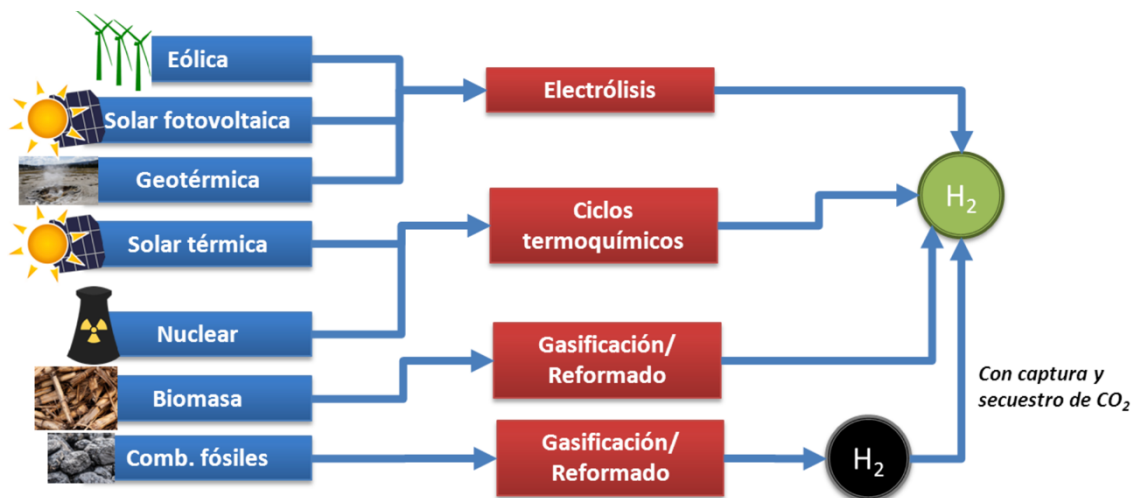 Eólica
Solar fotovoltaica
Geotérmica
Solar térmica
Nuclear
Biomasa
Comb. fósiles
Electrólisis
Ciclos
termoquímicos
Gasificación/
Reformado
Gasificación/
Reformado
H₂
H₂
Con captura y
secuestro de CO₂